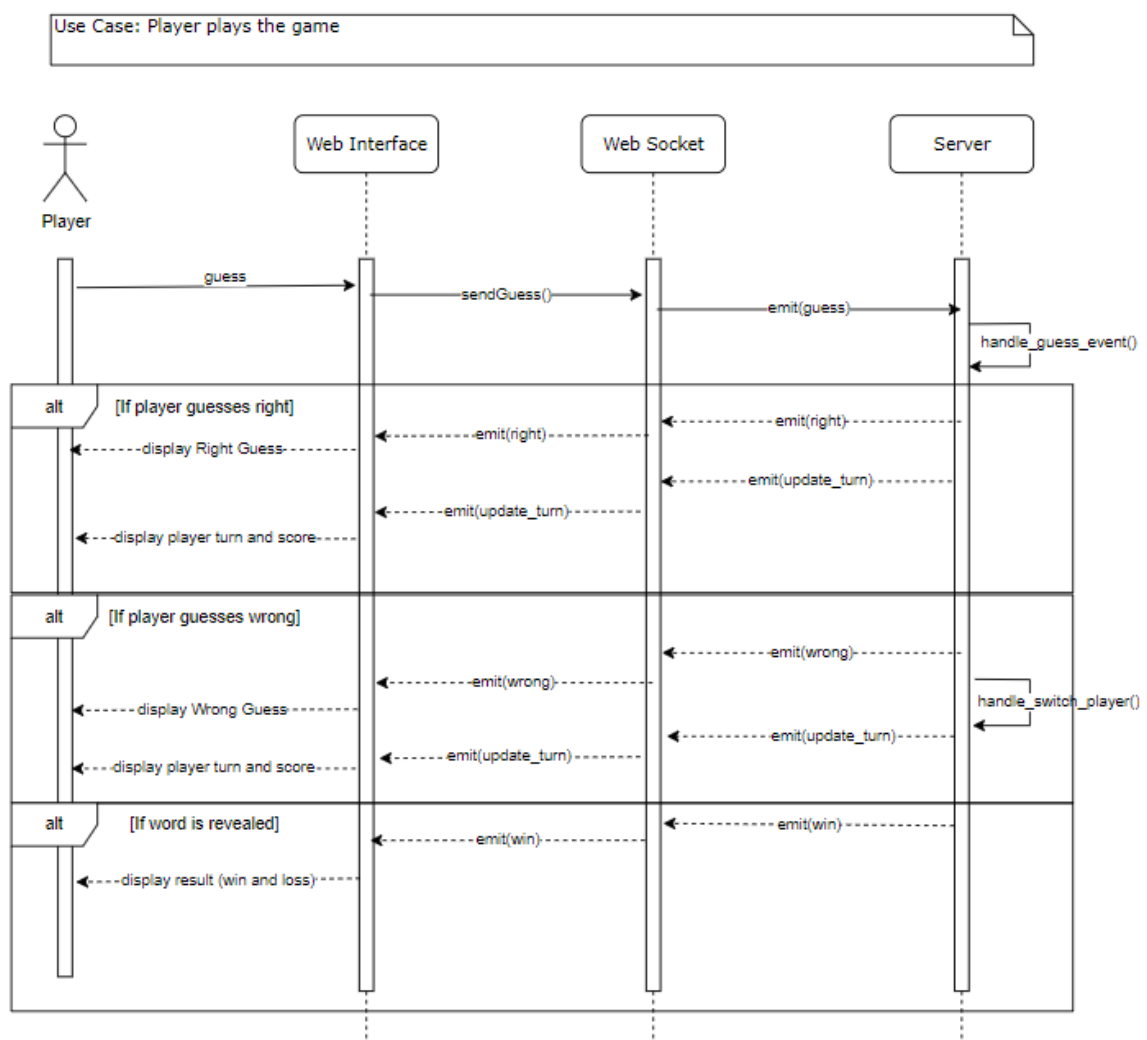 Use Case: Player plays the game
Web Interface
Web Socket
Server
Player
guess
sendGuess()
emit(guess)
handle_guess_event()
alt
[If player guesses right]
emit(right)
emit(right)
display Right Guess
emit(update_turn)
emit(update_turn)
display player turn and score
alt
[If player guesses wrong]
emit(wrong)
emit(wrong)
handle_switch_player()
display Wrong Guess
emit(update_turn)
emit(update_turn)
display player turn and score
alt
[If word is revealed]
emit(win)
emit(win)
display result (win and loss)